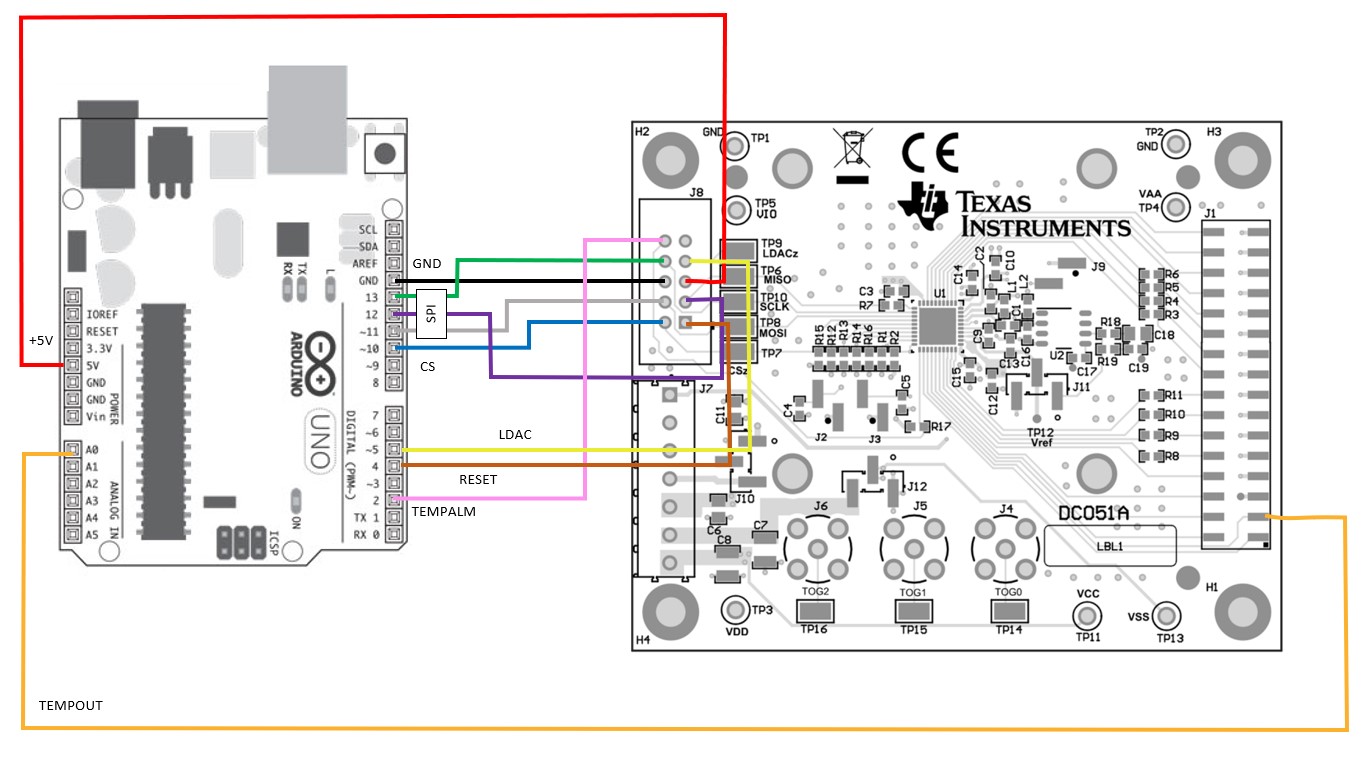 +5V
GND
SPI
CS
LDAC
RESET
TEMPALM
TEMPOUT
SCL
SDA
AREF
GND
13
12
~11
~10
~9
8
7
~6
~5
4
~3
2
TX 1
RX 0
IOREF
RESET
3.3V
5V
GND
GND
Vin
A0
A1
A2
A3
A4
A5
POWER
ANALOG IN
DIGITAL (PWM~)
RX
TX
L
ARDUINO
UNO
ON
ICSP
H2
GND
TP1
TP5
VIO
J8
TP9
LDACz
TP6
MISO
TP10
SCLK
TP8
MOSI
TP7
CSz
J7
C11
J10
C6
C8
C7
TP3
VDD
H4
CE
TEXAS
INSTRUMENTS
TP2
GND
H3
VAA
TP4
J1
C2
C10
C14
L2
L1
C1
J9
U1
C3
R7
R15
R12
R13
R14
R16
R1
R2
C9
C13
C16
C15
C12
U2
C17
J11
R18
R19
C18
C19
R6
R5
R4
R3
R11
R10
R9
R8
C4
J2
J3
C5
R17
TP12
Vref
J12
J6
J5
J4
TOG2
TOG1
TOG0
TP16
TP15
TP14
DC051A
LBL1
H1
VCC
TP11
VSS
TP13